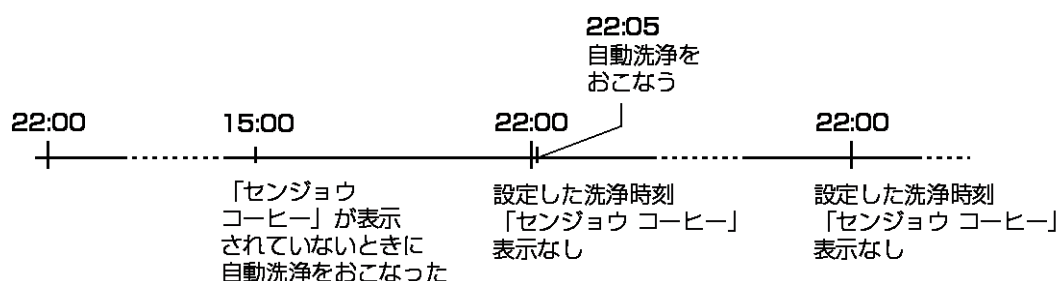 22:05
自動洗浄を
おこなう
22:00
15:00
22:00
22:00
「センジョウ
コーヒー」が表示
されていないときに
自動洗浄をおこなった
設定した洗浄時刻
「センジョウ コーヒー」
表示なし
設定した洗浄時刻
「センジョウ コーヒー」
表示なし